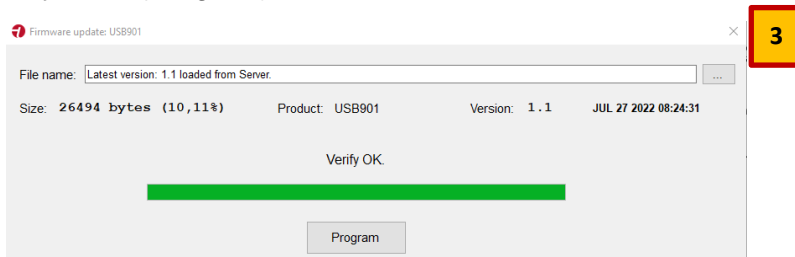 Firmware update: USB901
3
File name: Latest version: 1.1 loaded from Server. ...
Size: 26494 bytes (10,11%) Product: USB901 Version: 1.1 JUL 27 2022 08:24:31
Verify OK.
Program